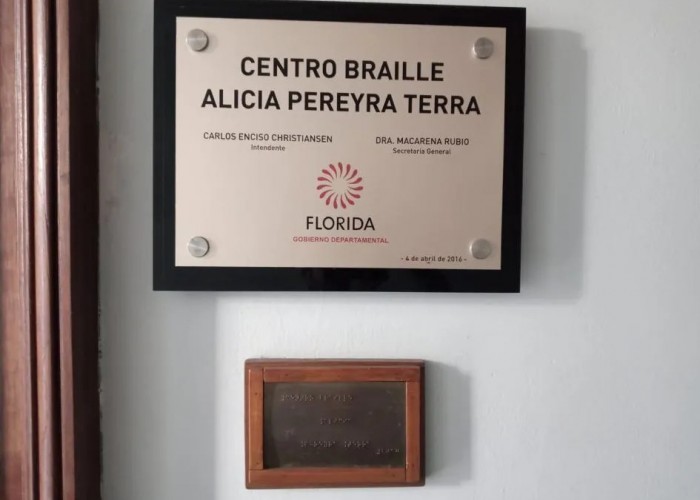 CENTRO BRAILLE
ALICIA PEREYRA TERRA
CARLOS ENCISO CHRISTIANSEN
Intendente
DRA. MACARENA RUBIO
Secretaria General
FLORIDA
GOBIERNO DEPARTAMENTAL
- 4 de abril de 2016 -